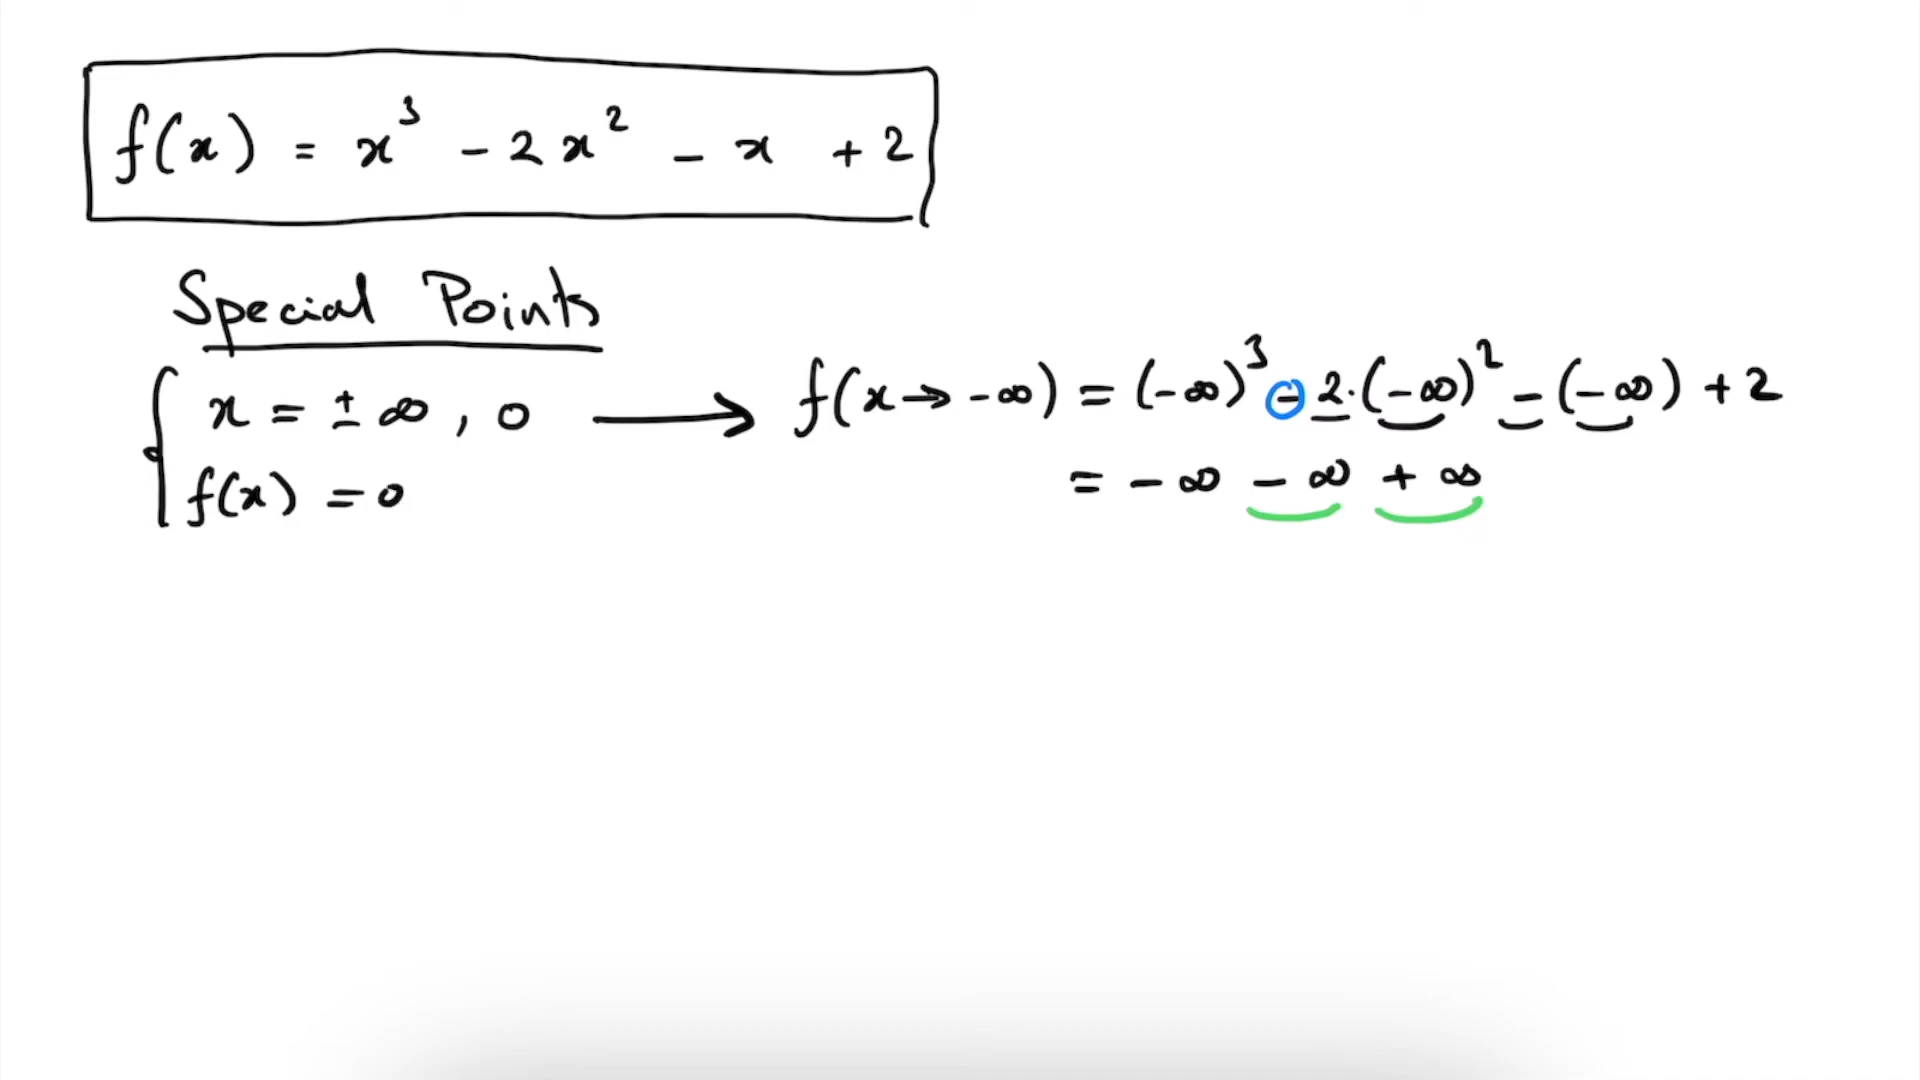 f(x) = x³ - 2x² - x + 2
Special Points
x = ± ∞, 0 ⟶ f(x → -∞) = (-∞)³ - 2·(-∞)² - (-∞) + 2
f(x) = 0
= -∞ - ∞ + ∞